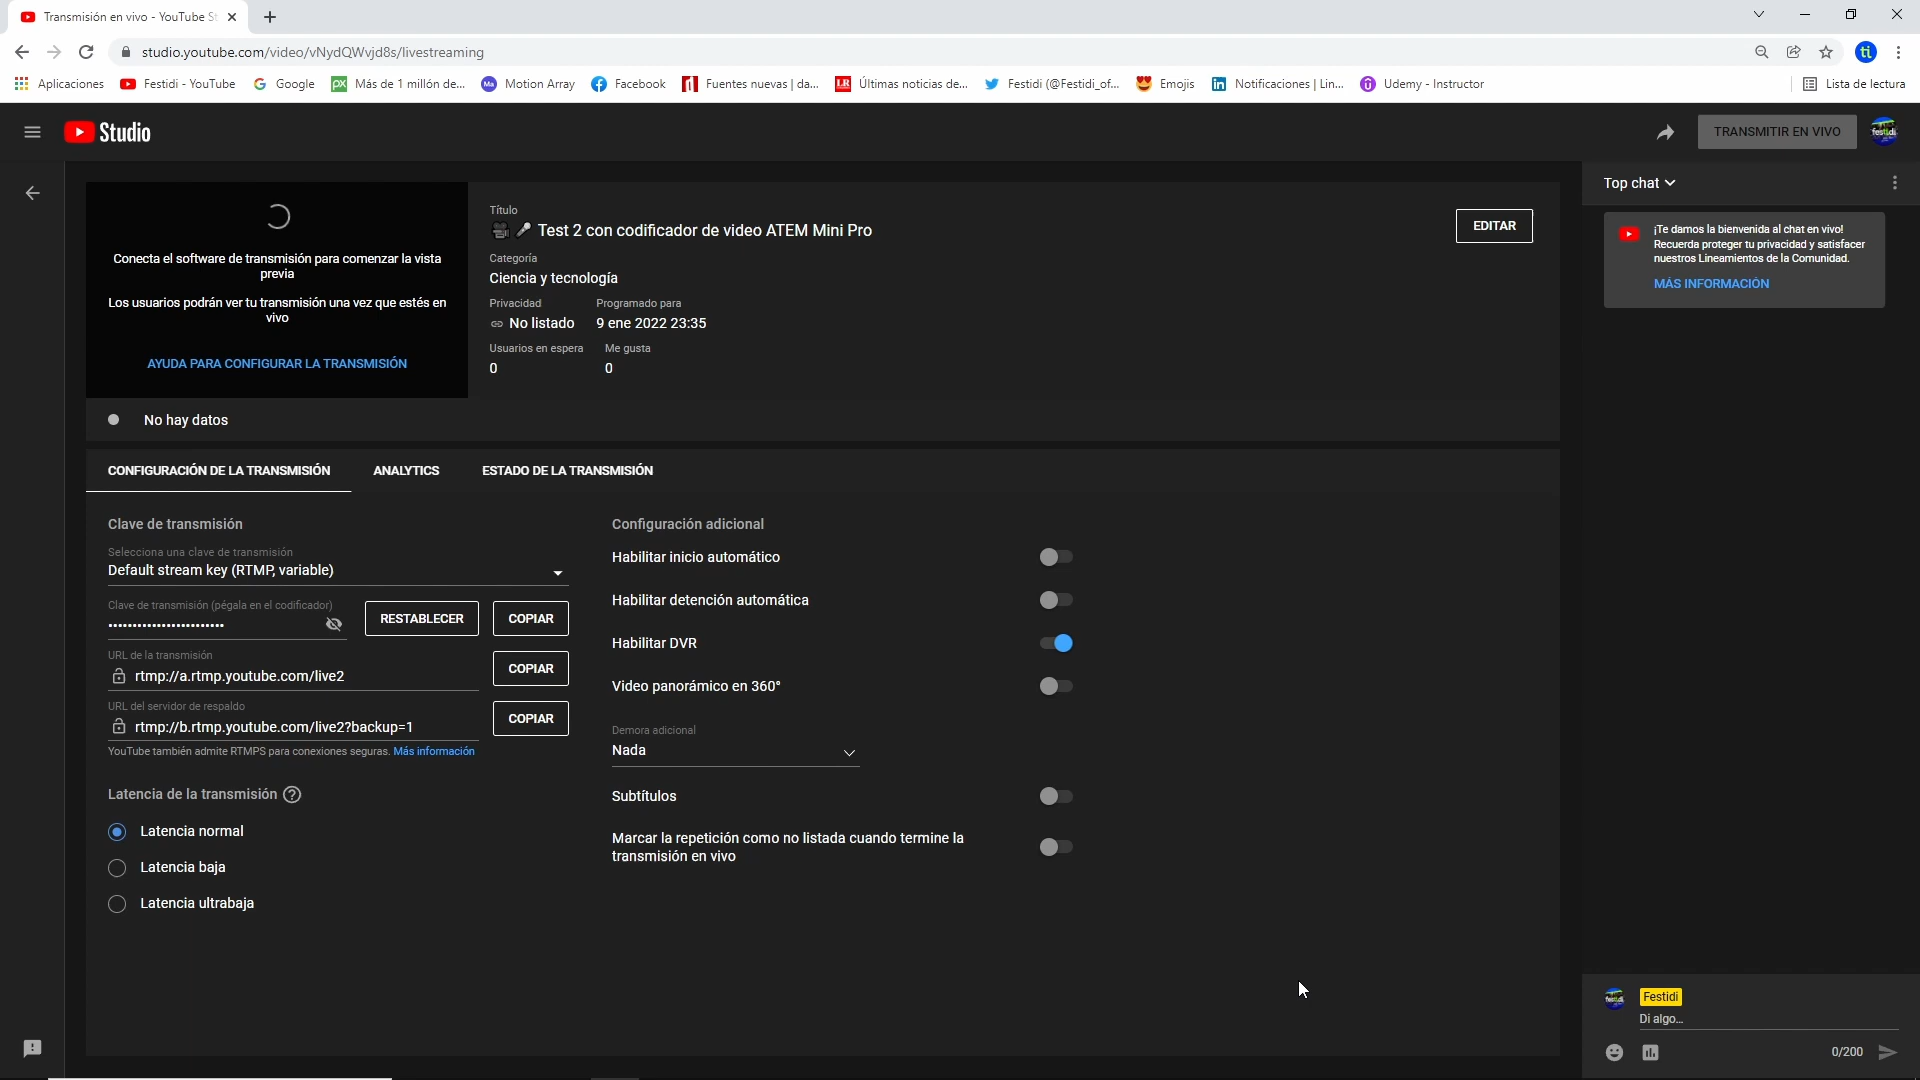 Transmisión en vivo - YouTube St
studio.youtube.com/video/vNydQWvjd8s/livestreaming
Aplicaciones
Festidi - YouTube
Google
Más de 1 millón de...
Motion Array
Facebook
Fuentes nuevas | da...
Últimas noticias de...
Festidi (@Festidi_of...
Emojis
Notificaciones | Lin...
Udemy - Instructor
Lista de lectura
Studio
TRANSMITIR EN VIVO
Conecta el software de transmisión para comenzar la vista
previa
Los usuarios podrán ver tu transmisión una vez que estés en
vivo
AYUDA PARA CONFIGURAR LA TRANSMISIÓN
Título
Test 2 con codificador de video ATEM Mini Pro
EDITAR
Categoría
Ciencia y tecnología
Privacidad
Programado para
No listado
9 ene 2022 23:35
Usuarios en espera
Me gusta
0
0
No hay datos
CONFIGURACIÓN DE LA TRANSMISIÓN
ANALYTICS
ESTADO DE LA TRANSMISIÓN
Clave de transmisión
Selecciona una clave de transmisión
Default stream key (RTMP, variable)
Clave de transmisión (pégala en el codificador)
••••••••••••••••••••••••
RESTABLECER
COPIAR
URL de la transmisión
rtmp://a.rtmp.youtube.com/live2
COPIAR
URL del servidor de respaldo
rtmp://b.rtmp.youtube.com/live2?backup=1
COPIAR
YouTube también admite RTMPS para conexiones seguras. Más información
Latencia de la transmisión
Latencia normal
Latencia baja
Latencia ultrabaja
Configuración adicional
Habilitar inicio automático
Habilitar detención automática
Habilitar DVR
Video panorámico en 360°
Demora adicional
Nada
Subtítulos
Marcar la repetición como no listada cuando termine la
transmisión en vivo
Top chat
¡Te damos la bienvenida al chat en vivo!
Recuerda proteger tu privacidad y satisfacer
nuestros Lineamientos de la Comunidad.
MÁS INFORMACIÓN
Festidi
Di algo...
0/200